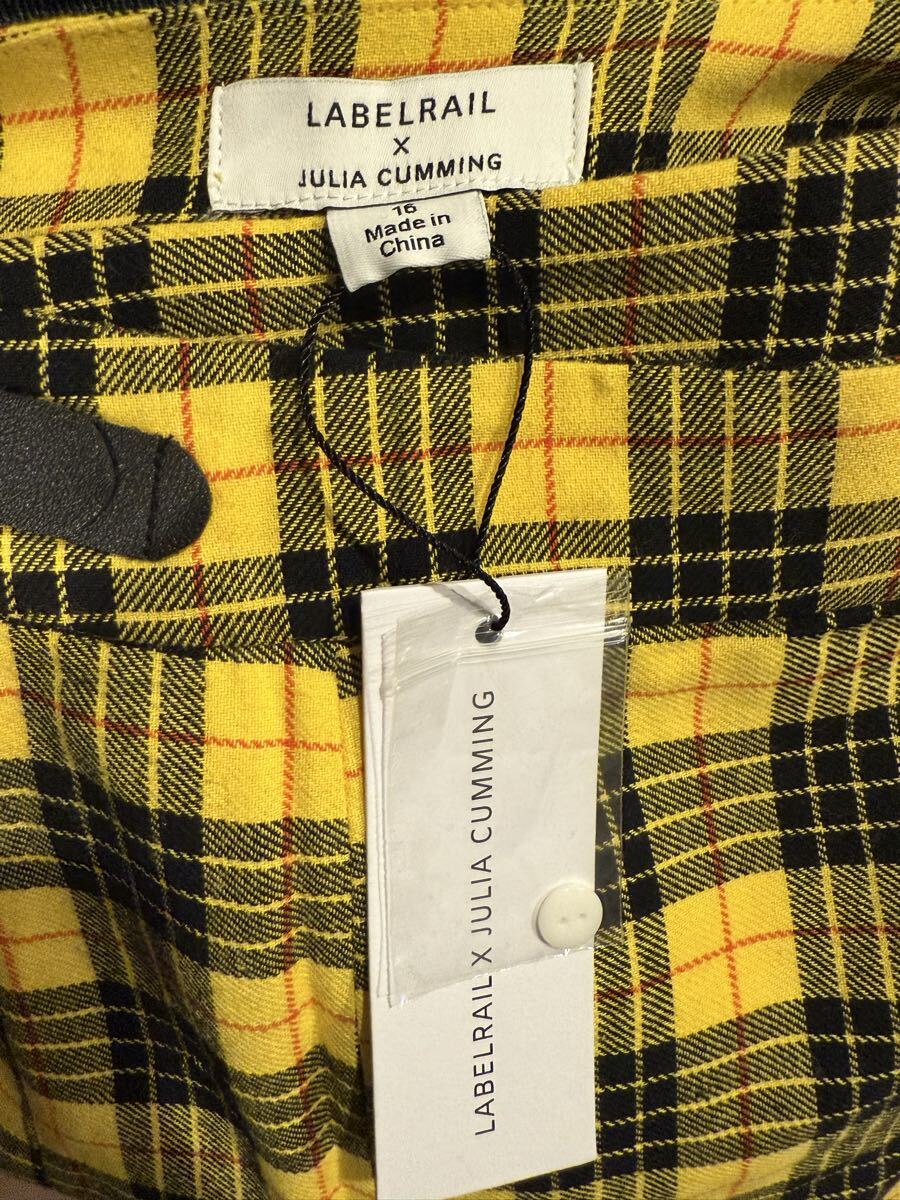 LABELRAIL
X
JULIA CUMMING
16
Made in
China
LABELRAIL X JULIA CUMMING